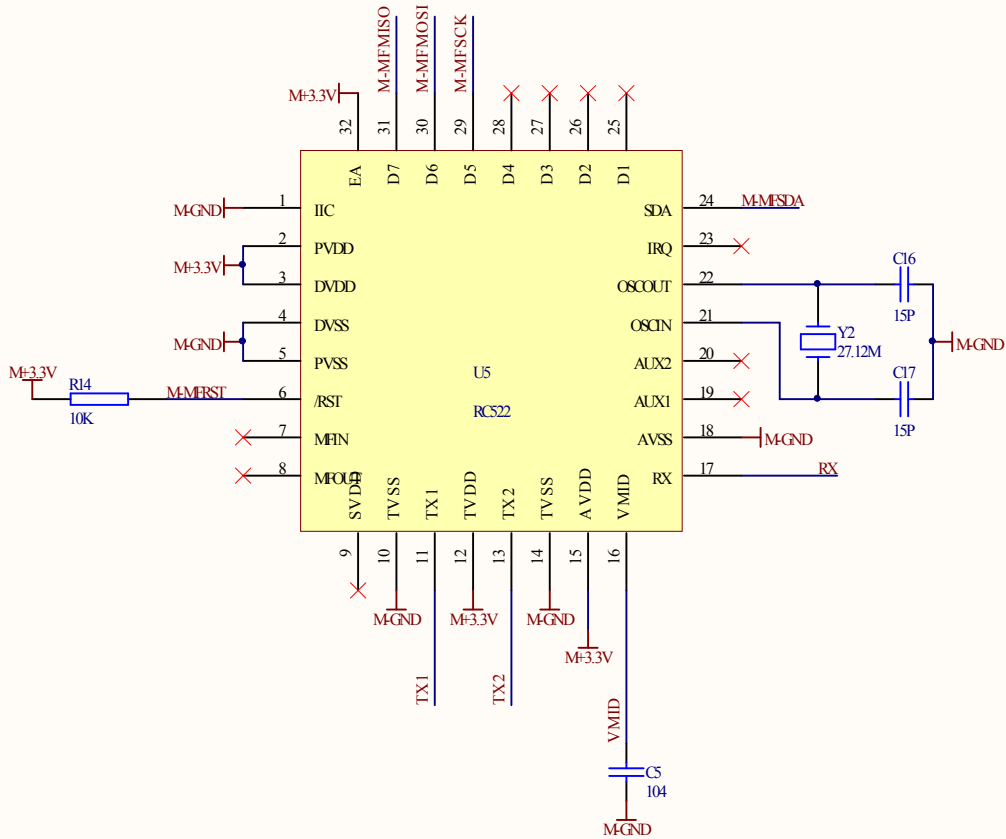 M-MFMISO
M-MFMOSI
M-MFSCK
M+3.3V
32
31
30
29
28
27
26
25
EA
D7
D6
D5
D4
D3
D2
D1
M-GND
1
IIC
SDA
24
M-MFSDA
2
PVDD
IRQ
23
M+3.3V
3
DVDD
OSCOUT
22
C16
15P
4
DVSS
OSCIN
21
Y2
27.12M
M-GND
M-GND
5
PVSS
AUX2
20
U5
M+3.3V
R14
10K
M-MFRST
6
/RST
RC522
AUX1
19
C17
15P
7
MFIN
AVSS
18
M-GND
8
MFOUT
RX
17
RX
SVDD
TVSS
TX1
TVDD
TX2
TVSS
AVDD
VMID
9
10
11
12
13
14
15
16
M-GND
M+3.3V
M-GND
M+3.3V
TX1
TX2
VMID
C5
104
M-GND